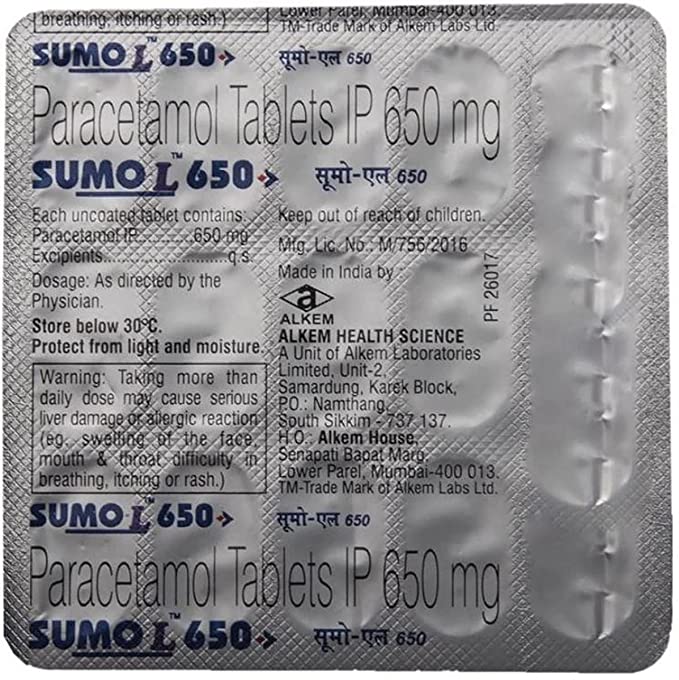 breathing, itching or rash.)
Lower Parel, Mumbai-400 013.
TM-Trade Mark of Alkem Labs Ltd.
SUMO L™ 650
सूमो-एल 650
Paracetamol Tablets IP 650 mg
SUMO L™ 650
सूमो-एल 650
Each uncoated tablet contains:
Paracetamol IP..........650 mg
Excipients........................q.s.
Dosage: As directed by the
Physician.
Store below 30°C.
Protect from light and moisture.
Warning: Taking more than
daily dose may cause serious
liver damage or allergic reaction
(eg. swelling of the face,
mouth & throat difficulty in
breathing, itching or rash.)
Keep out of reach of children.
Mfg. Lic. No.: M/756/2016
Made in India by :
a
ALKEM
ALKEM HEALTH SCIENCE
A Unit of Alkem Laboratories
Limited, Unit-2,
Samardung, Karek Block,
P.O.: Namthang,
South Sikkim - 737 137.
H.O.: Alkem House,
Senapati Bapat Marg,
Lower Parel, Mumbai-400 013.
TM-Trade Mark of Alkem Labs Ltd.
PF 26017
SUMO L™ 650
सूमो-एल 650
Paracetamol Tablets IP 650 mg
SUMO L™ 650
सूमो-एल 650